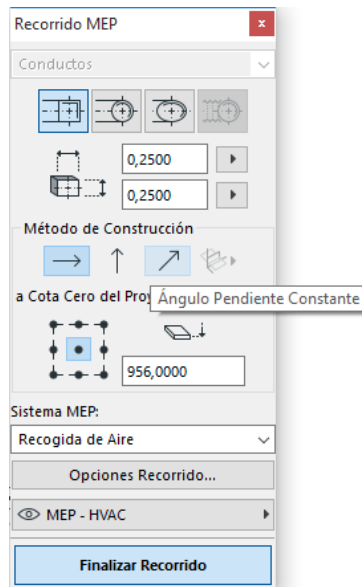 Recorrido MEP
x
Conductos
0,2500
0,2500
Método de Construcción
a Cota Cero del Proy
Ángulo Pendiente Constante
956,0000
Sistema MEP:
Recogida de Aire
Opciones Recorrido...
MEP - HVAC
Finalizar Recorrido